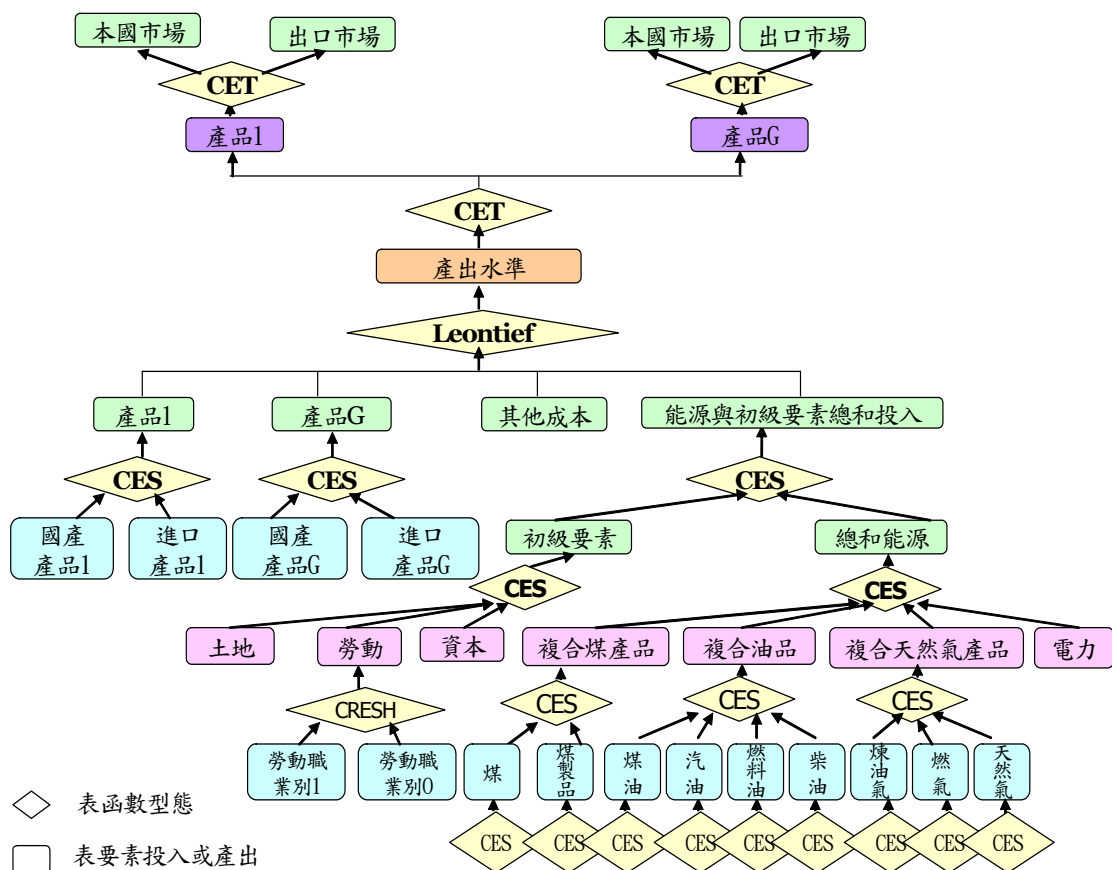 本國市場
出口市場
本國市場
出口市場
CET
CET
產品1
產品G
CET
產出水準
Leontief
產品1
產品G
其他成本
能源與初級要素總和投入
CES
CES
CES
國產
產品1
進口
產品1
國產
產品G
進口
產品G
初級要素
總和能源
CES
CES
土地
勞動
資本
複合煤產品
複合油品
複合天然氣產品
電力
CRESH
CES
CES
CES
勞動職
業別1
勞動職
業別O
煤
煤製品
煤油
汽油
燃料油
柴油
煉油氣
燃氣
天然氣
CES
CES
CES
CES
CES
CES
CES
CES
CES
表函數型態
表要素投入或產出